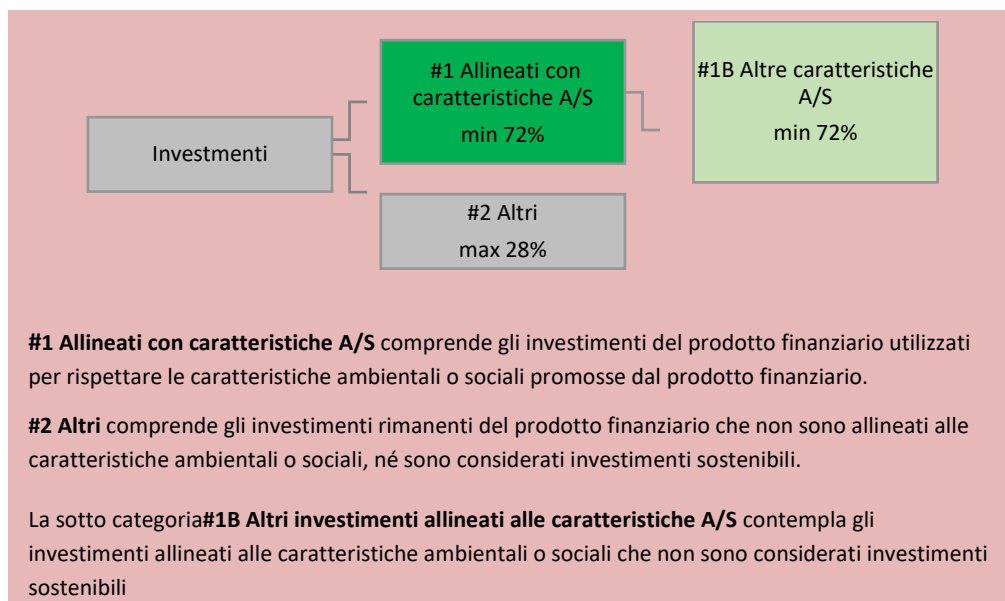 #1 Allineati con
caratteristiche A/S
min 72%
#1B Altre caratteristiche
A/S
min 72%
Investmenti
#2 Altri
max 28%
#1 Allineati con caratteristiche A/S comprende gli investimenti del prodotto finanziario utilizzati
per rispettare le caratteristiche ambientali o sociali promosse dal prodotto finanziario.
#2 Altri comprende gli investimenti rimanenti del prodotto finanziario che non sono allineati alle
caratteristiche ambientali o sociali, né sono considerati investimenti sostenibili.
La sotto categoria#1B Altri investimenti allineati alle caratteristiche A/S contempla gli
investimenti allineati alle caratteristiche ambientali o sociali che non sono considerati investimenti
sostenibili